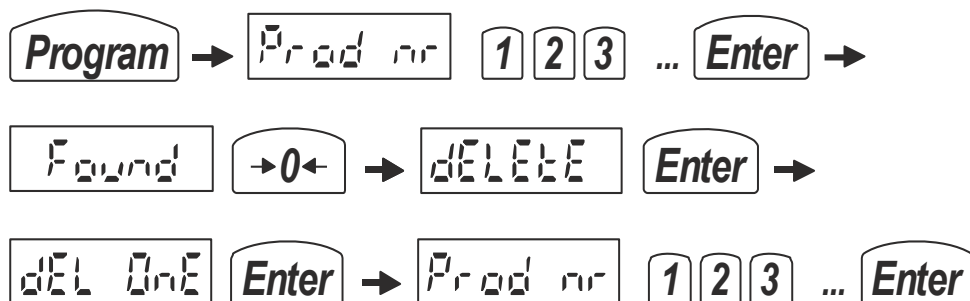 Program → Prod nr 1 2 3 ... Enter →
Found →0← → dELEtE Enter →
dEL OnE Enter → Prod nr 1 2 3 ... Enter